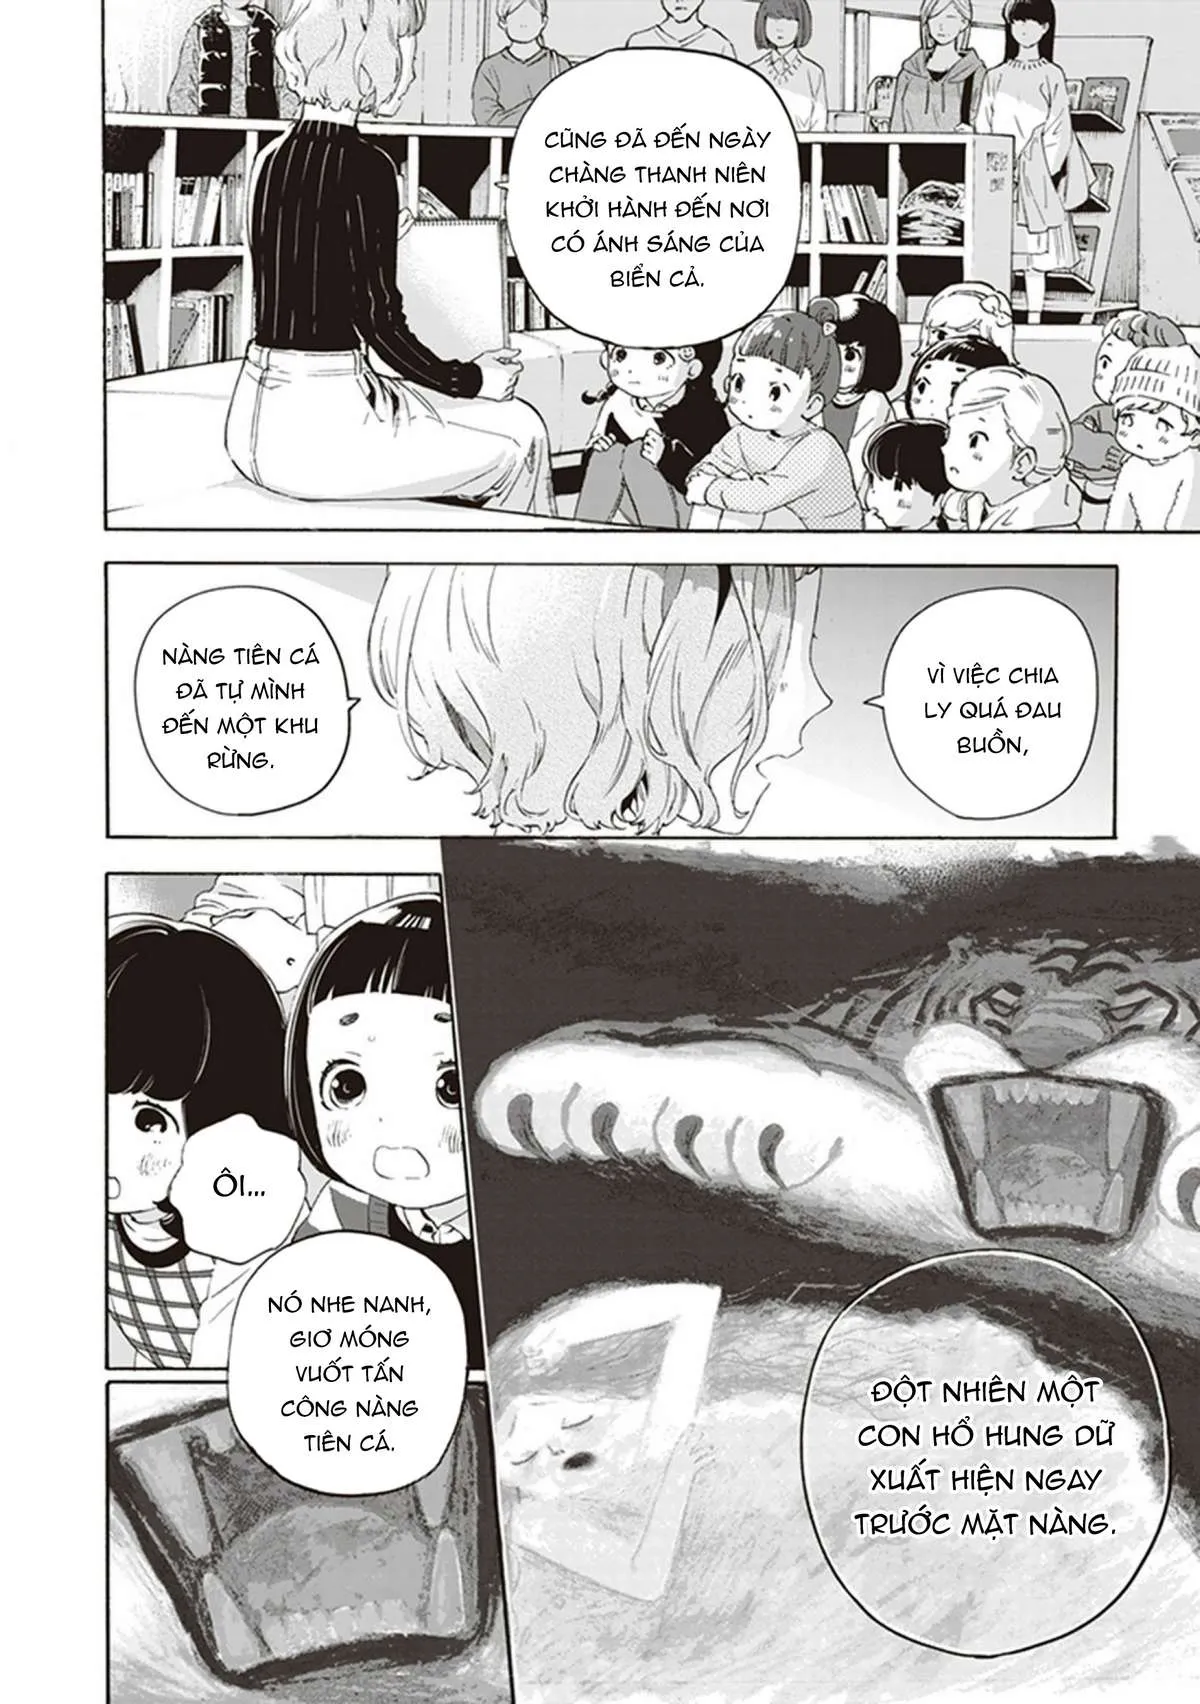 CŨNG ĐÃ ĐẾN NGÀY
CHÀNG THANH NIÊN
KHỞI HÀNH ĐẾN NƠI
CÓ ÁNH SÁNG CỦA
BIỂN CẢ.
VÌ VIỆC CHIA
LY QUÁ ĐAU
BUỒN,
NÀNG TIÊN CÁ
ĐÃ TỰ MÌNH
ĐẾN MỘT KHU
RỪNG.
ĐỘT NHIÊN MỘT
CON HỔ HUNG DỮ
XUẤT HIỆN NGAY
TRƯỚC MẶT NÀNG.
ÔI...
NÓ NHE NANH,
GIƠ MÓNG
VUỐT TẤN
CÔNG NÀNG
TIÊN CÁ.